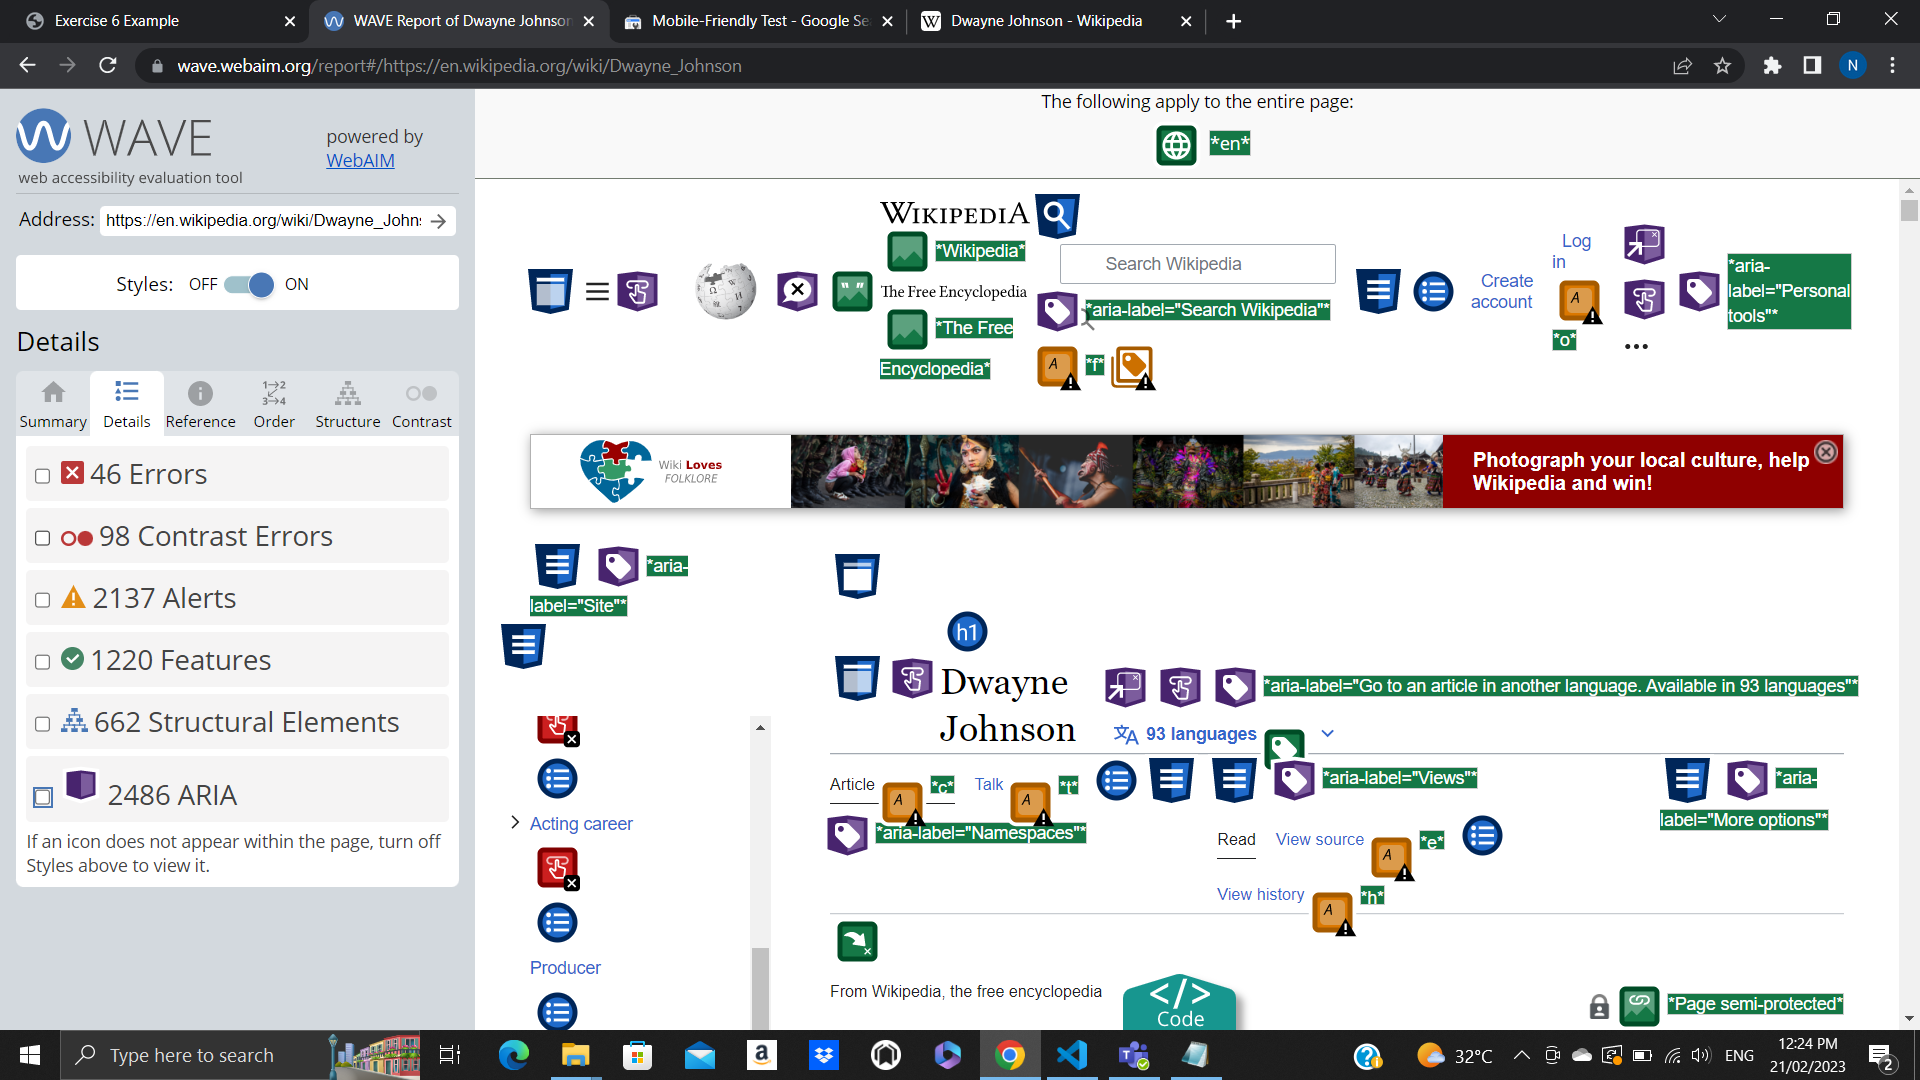 Exercise 6 Example
WAVE Report of Dwayne Johnson
Mobile-Friendly Test - Google Se
Dwayne Johnson - Wikipedia
wave.webaim.org/report#/https://en.wikipedia.org/wiki/Dwayne_Johnson
N
WAVE
web accessibility evaluation tool
powered by
WebAIM
Address: https://en.wikipedia.org/wiki/Dwayne_Johns
Styles: OFF ON
Details
Summary Details Reference Order Structure Contrast
46 Errors
98 Contrast Errors
2137 Alerts
1220 Features
662 Structural Elements
2486 ARIA
If an icon does not appear within the page, turn off
Styles above to view it.
The following apply to the entire page:
*en*
WIKIPEDIA
*Wikipedia*
The Free Encyclopedia
*The Free
Encyclopedia*
Search Wikipedia
*aria-label="Search Wikipedia"*
A *f*
Create
account
Log
in
A
*o*
*aria-
label="Personal
tools"*
Wiki Loves
FOLKLORE
Photograph your local culture, help
Wikipedia and win!
*aria-
label="Site"*
Acting career
Producer
h1
Dwayne
Johnson
*aria-label="Go to an article in another language. Available in 93 languages"*
93 languages
Article A *c* Talk A *t*
*aria-label="Namespaces"*
*aria-label="Views"*
Read View source A *e*
View history A *h*
*aria-
label="More options"*
From Wikipedia, the free encyclopedia
</>
Code
*Page semi-protected*
Type here to search
32°C
ENG
12:24 PM
21/02/2023
2